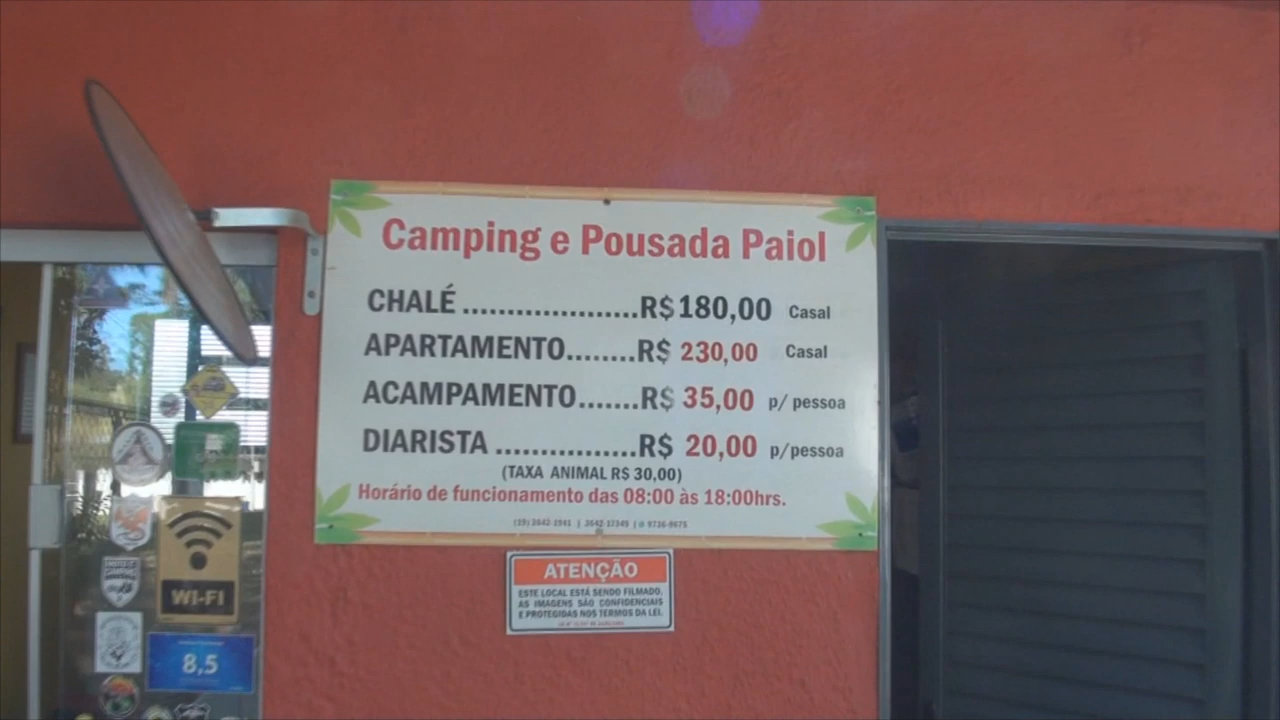 Camping e Pousada Paiol
CHALÉ ....................R$ 180,00 Casal
APARTAMENTO........R$ 230,00 Casal
ACAMPAMENTO.......R$ 35,00 p/ pessoa
DIARISTA ................R$ 20,00 p/pessoa
(TAXA ANIMAL R$ 30,00)
Horário de funcionamento das 08:00 às 18:00hrs.
ATENÇÃO
ESTE LOCAL ESTÁ SENDO FILMADO.
AS IMAGENS SÃO CONFIDENCIAIS
E PROTEGIDAS NOS TERMOS DA LEI.
WI-FI
8,5